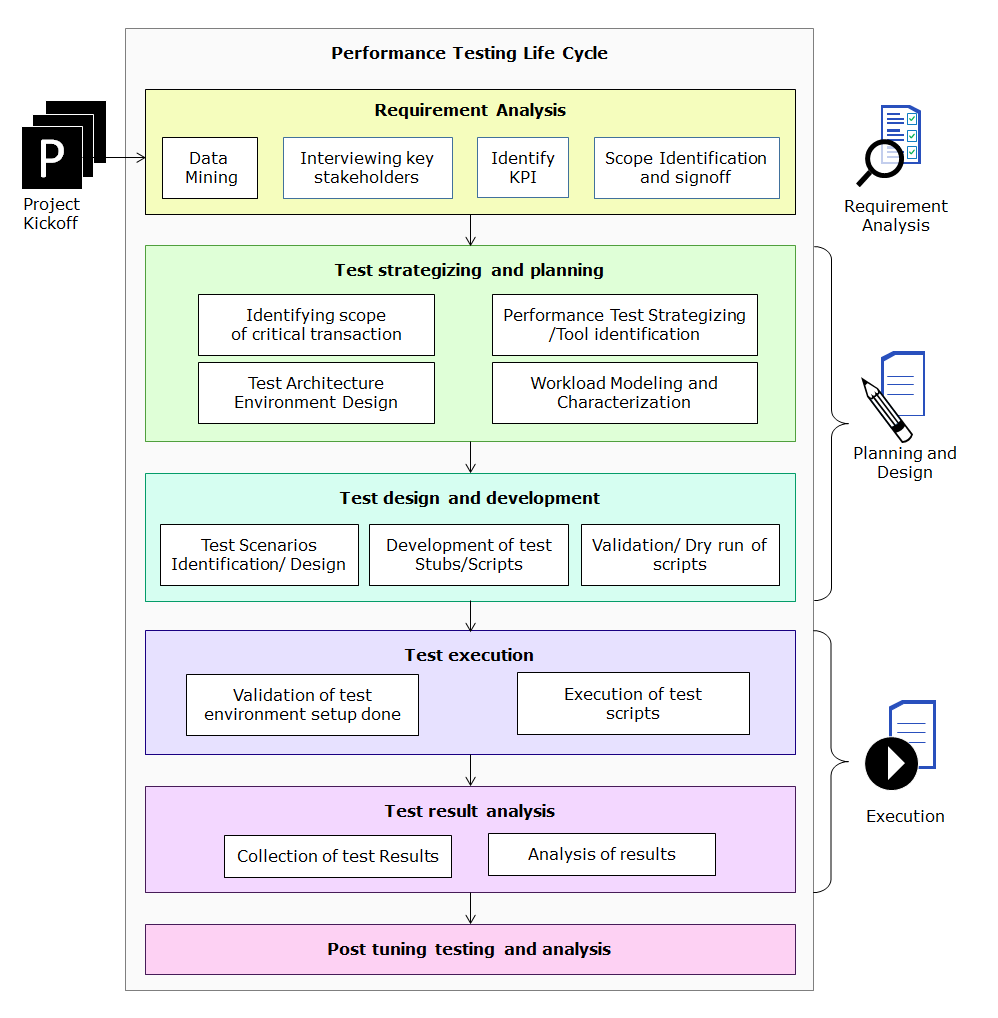 Performance Testing Life Cycle
Requirement Analysis
Data
Mining
Interviewing key
stakeholders
Identify
KPI
Scope Identification
and signoff
P
Project
Kickoff
Requirement
Analysis
Test strategizing and planning
Identifying scope
of critical transaction
Performance Test Strategizing
/Tool identification
Test Architecture
Environment Design
Workload Modeling and
Characterization
Planning and
Design
Test design and development
Test Scenarios
Identification/ Design
Development of test
Stubs/Scripts
Validation/ Dry run of
scripts
Test execution
Validation of test
environment setup done
Execution of test
scripts
Test result analysis
Collection of test Results
Analysis of results
Execution
Post tuning testing and analysis